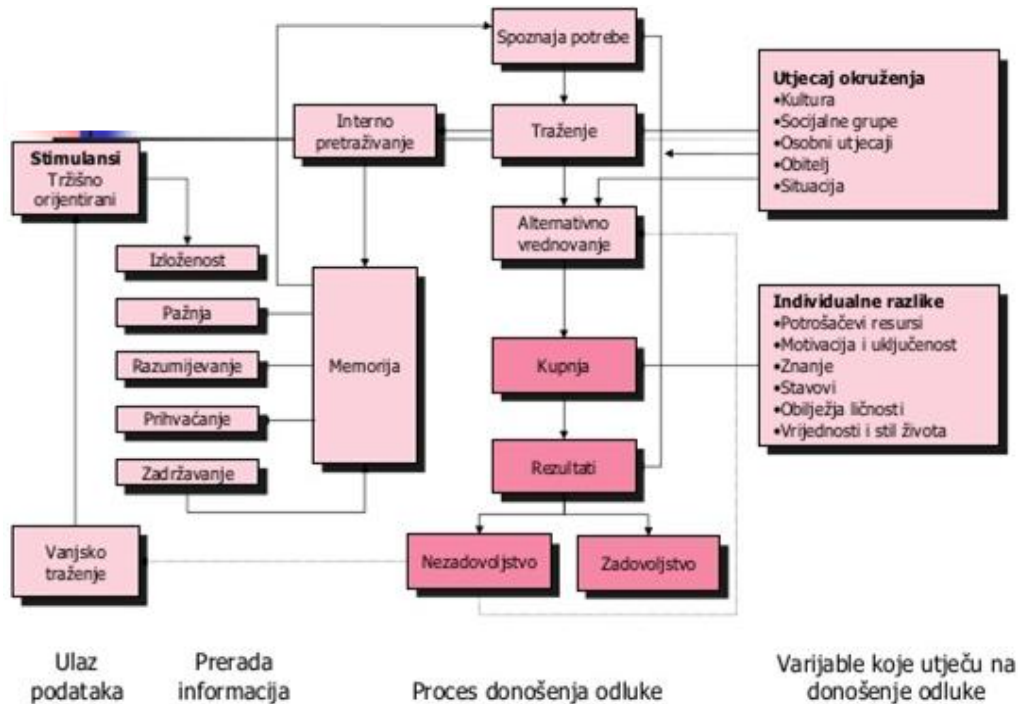 Spoznaja potrebe
Utjecaj okruženja
•Kultura
•Socijalne grupe
•Osobni utjecaji
•Obitelj
•Situacija
Interno
pretraživanje
Traženje
Stimulansi
Tržišno
orijentirani
Alternativno
vrednovanje
Izloženost
Pažnja
Razumijevanje
Prihvaćanje
Zadržavanje
Memorija
Individualne razlike
•Potrošačevi resursi
•Motivacija i uključenost
•Znanje
•Stavovi
•Obilježja ličnosti
•Vrijednosti i stil života
Kupnja
Rezultati
Vanjsko
traženje
Nezadovoljstvo
Zadovoljstvo
Ulaz
podataka
Prerada
informacija
Proces donošenja odluke
Varijable koje utječu na
donošenje odluke